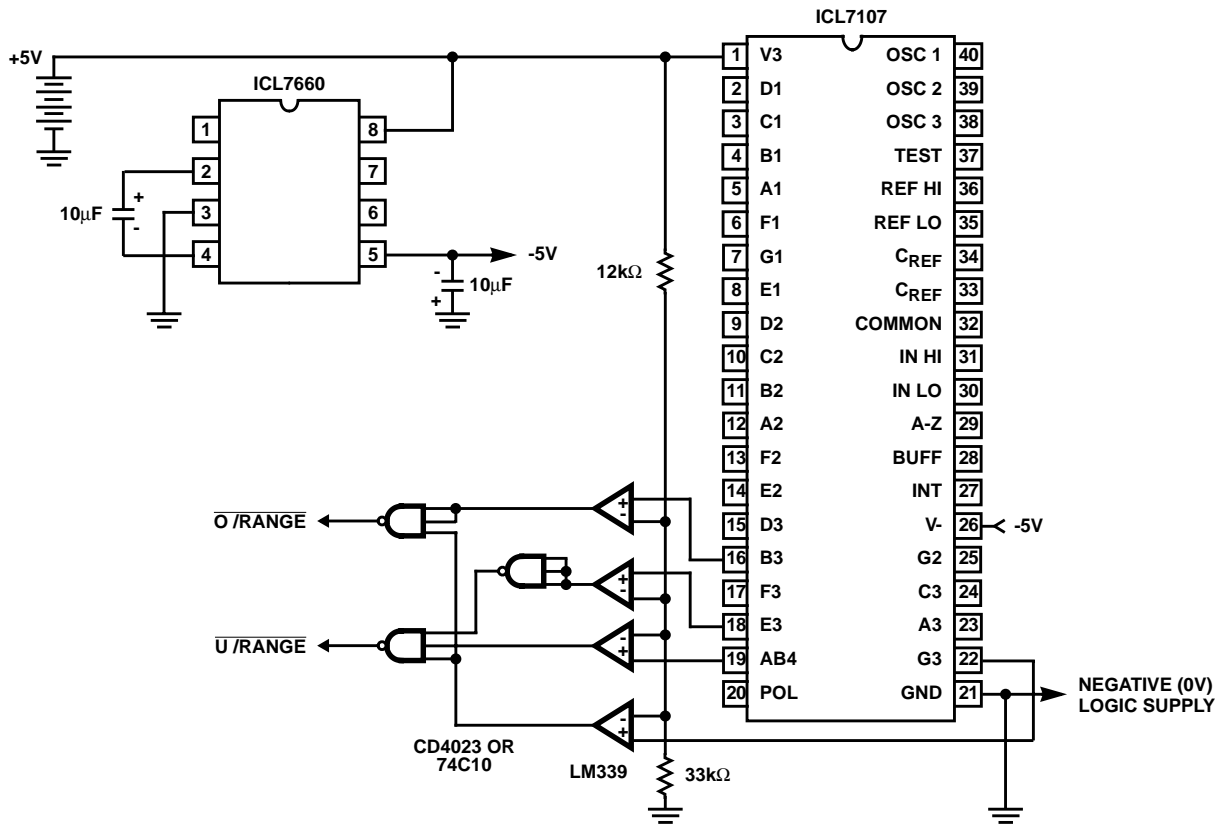 +5V
ICL7660
1
2
3
4
8
7
6
5
10μF
+
-
-5V
-
+
10μF
12kΩ
O /RANGE
U /RANGE
+
-
+
-
-
+
-
+
CD4023 OR
74C10
LM339
33kΩ
ICL7107
1 V3
2 D1
3 C1
4 B1
5 A1
6 F1
7 G1
8 E1
9 D2
10 C2
11 B2
12 A2
13 F2
14 E2
15 D3
16 B3
17 F3
18 E3
19 AB4
20 POL
OSC 1 40
OSC 2 39
OSC 3 38
TEST 37
REF HI 36
REF LO 35
CREF 34
CREF 33
COMMON 32
IN HI 31
IN LO 30
A-Z 29
BUFF 28
INT 27
V- 26 -5V
G2 25
C3 24
A3 23
G3 22
GND 21
NEGATIVE (0V)
LOGIC SUPPLY